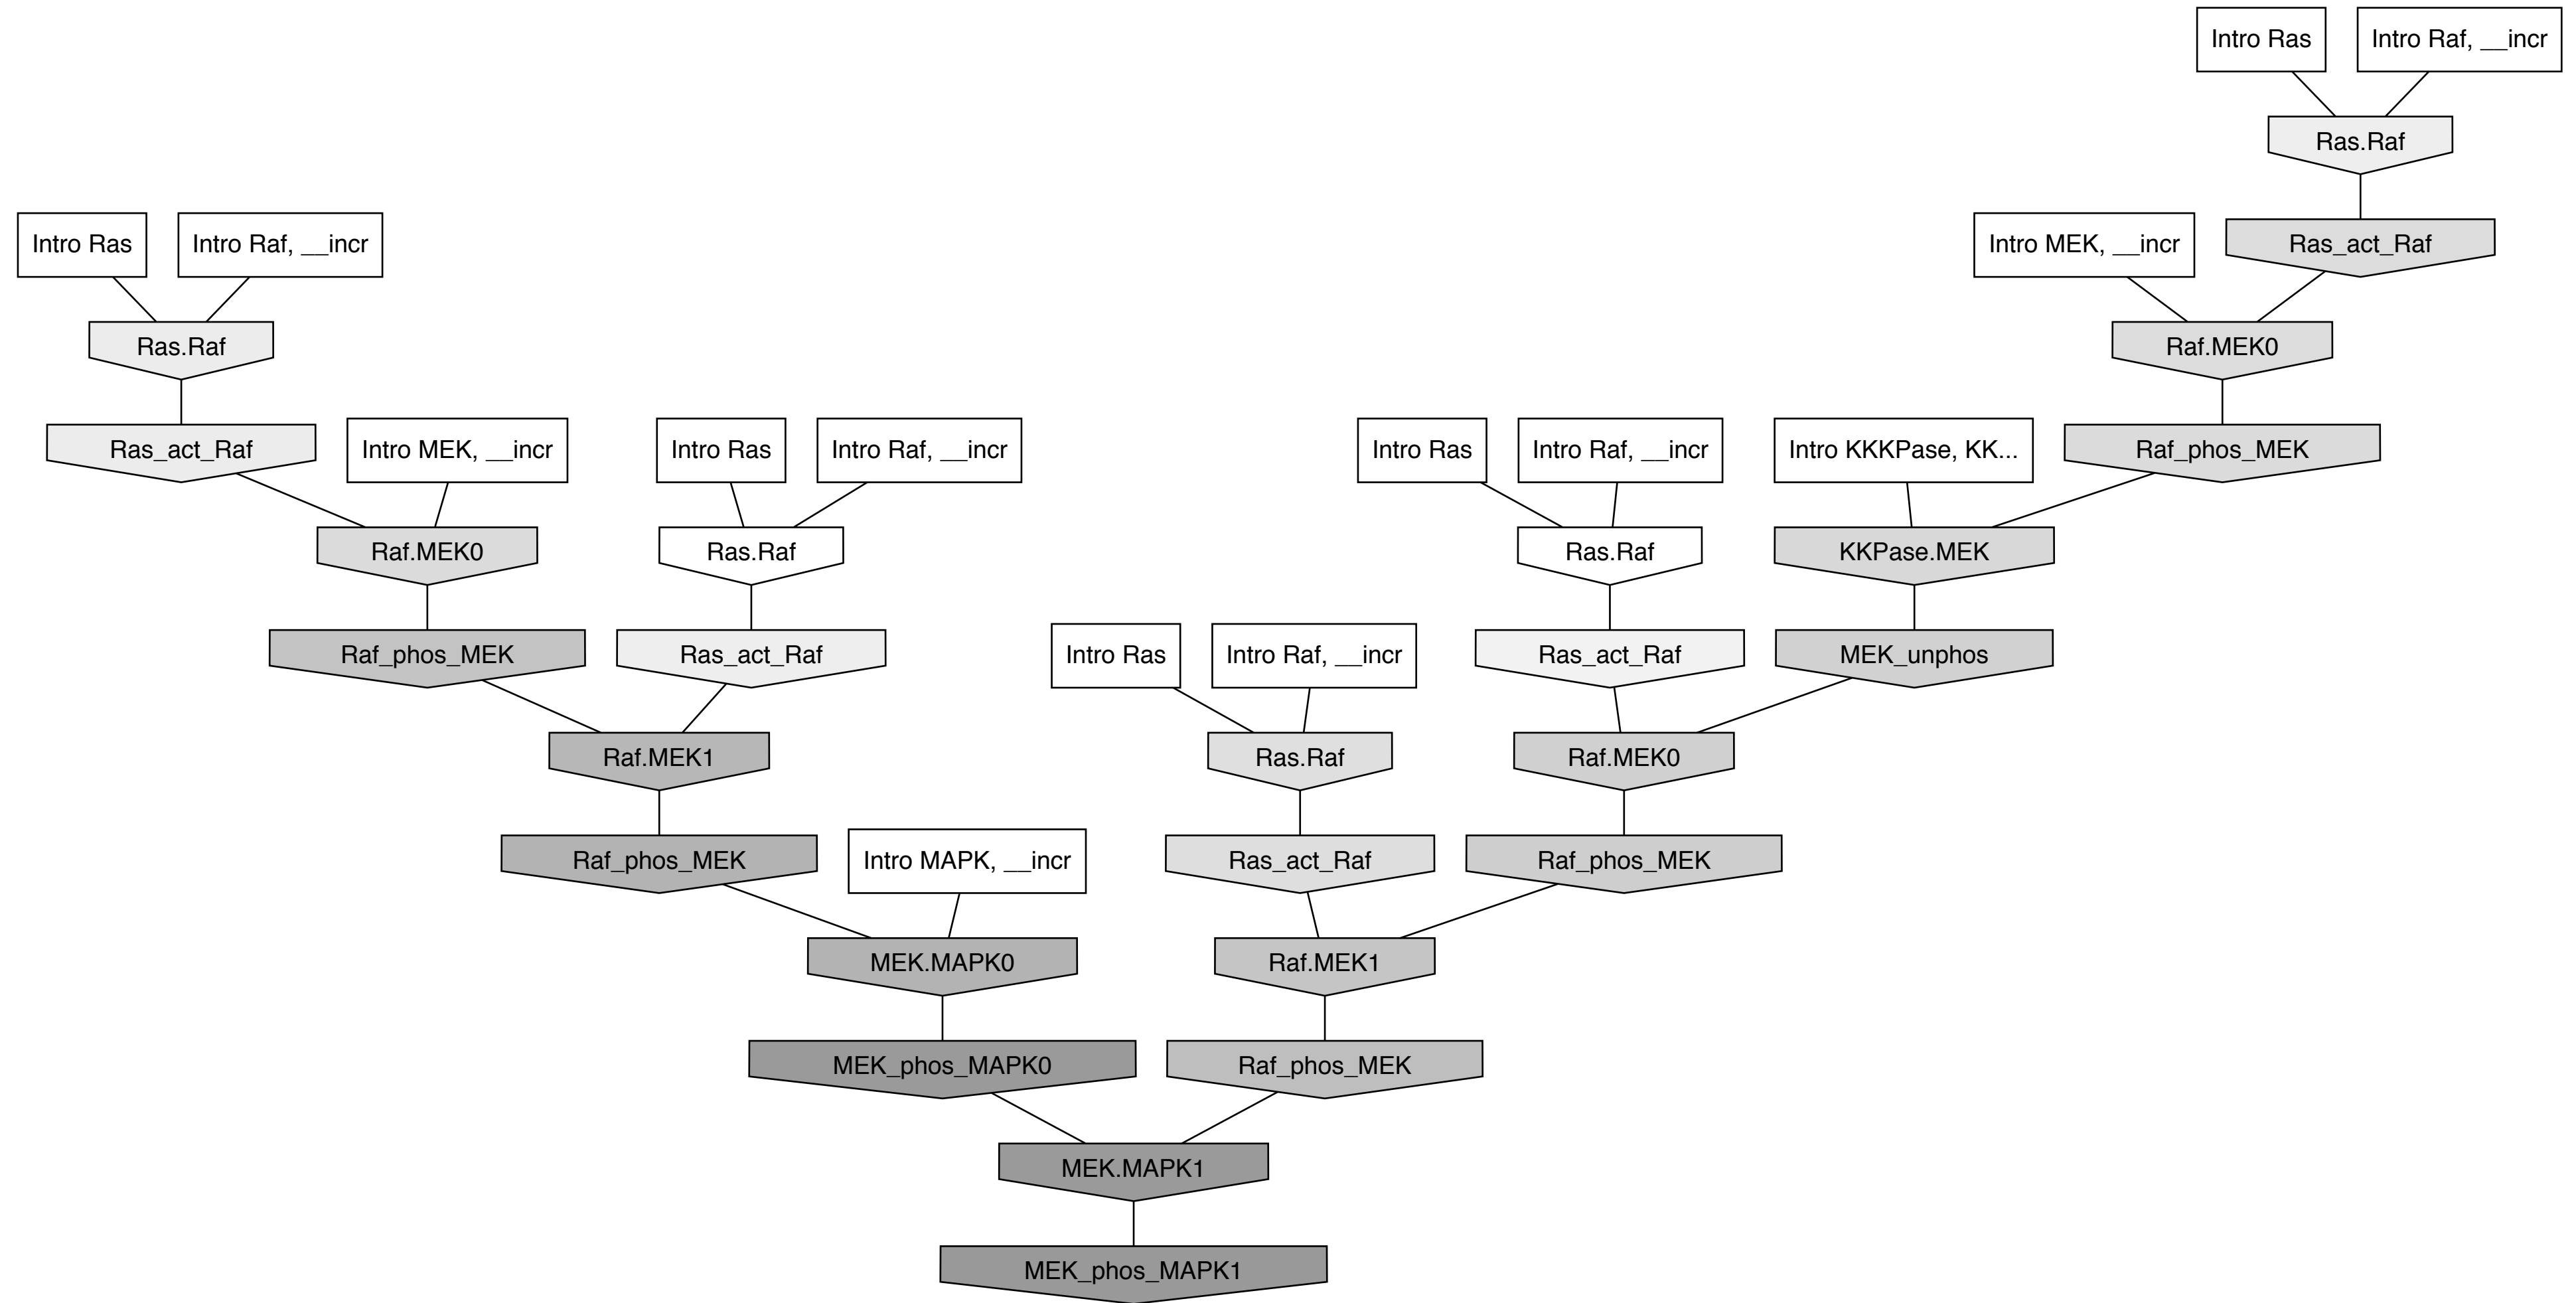 Intro Ras
Intro Raf, __incr
Ras.Raf
Intro Ras
Intro Raf, __incr
Intro MEK, __incr
Ras_act_Raf
Ras.Raf
Raf.MEK0
Ras_act_Raf
Intro MEK, __incr
Intro Ras
Intro Raf, __incr
Intro Ras
Intro Raf, __incr
Intro KKKPase, KK...
Raf_phos_MEK
Raf.MEK0
Ras.Raf
Ras.Raf
KKPase.MEK
Raf_phos_MEK
Ras_act_Raf
Intro Ras
Intro Raf, __incr
Ras_act_Raf
MEK_unphos
Raf.MEK1
Ras.Raf
Raf.MEK0
Raf_phos_MEK
Intro MAPK, __incr
Ras_act_Raf
Raf_phos_MEK
MEK.MAPK0
Raf.MEK1
MEK_phos_MAPK0
Raf_phos_MEK
MEK.MAPK1
MEK_phos_MAPK1